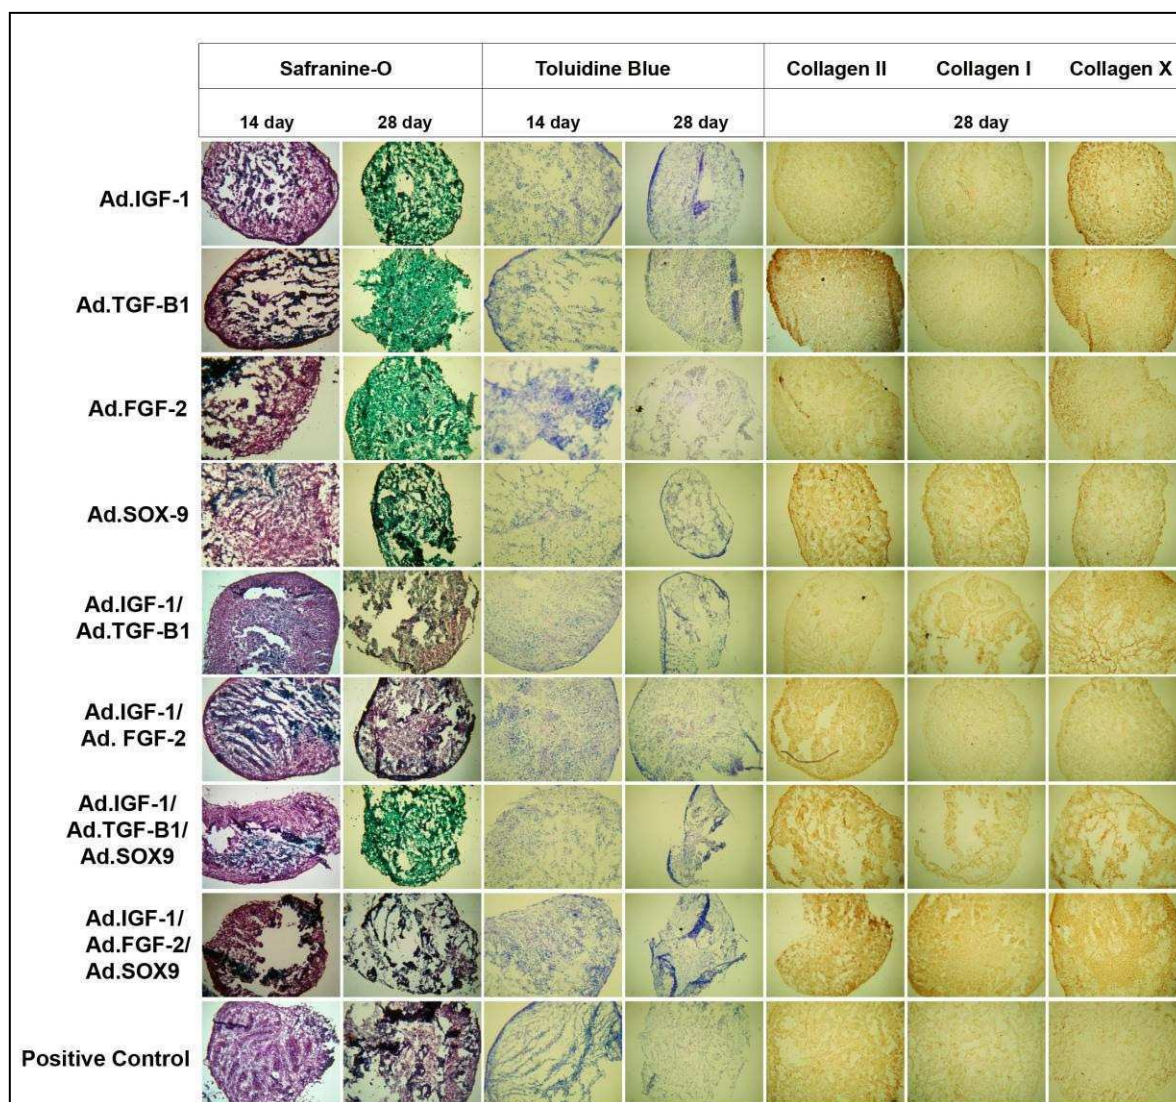 Safranine-O Toluidine Blue Collagen II Collagen I Collagen X
14 day 28 day 14 day 28 day 28 day
Ad.IGF-1
Ad.TGF-B1
Ad.FGF-2
Ad.SOX-9
Ad.IGF-1/
Ad.TGF-B1
Ad.IGF-1/
Ad. FGF-2
Ad.IGF-1/
Ad.TGF-B1/
Ad.SOX9
Ad.IGF-1/
Ad.FGF-2/
Ad.SOX9
Positive Control